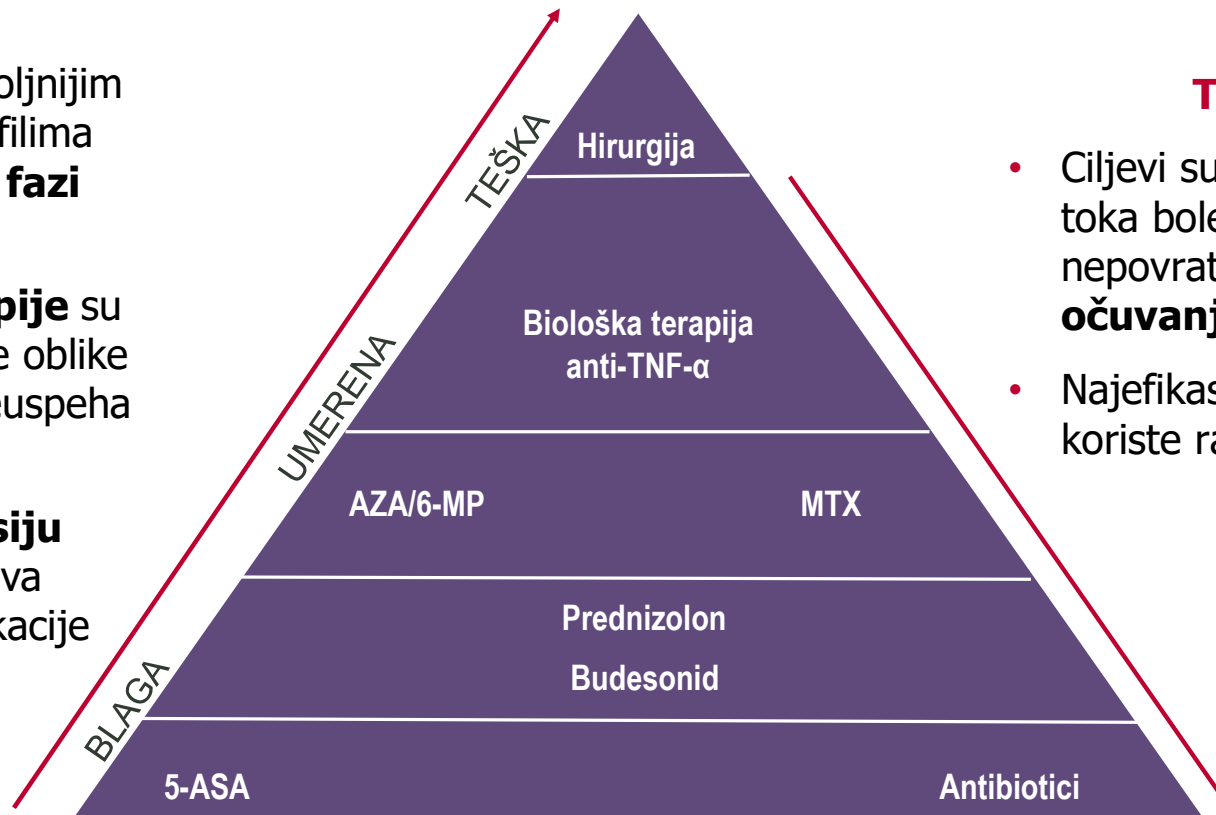 oljnijim
filima
fazi
pije su
e oblike
euspeha
siju
va
kacije
TEŠKA
UMERENA
BLAGA
Hirurgija
Biološka terapija
anti-TNF-α
AZA/6-MP MTX
Prednizolon
Budesonid
5-ASA Antibiotici
T
• Ciljevi su
toka bole
nepovrat
očuvanj
• Najefikas
koriste ra